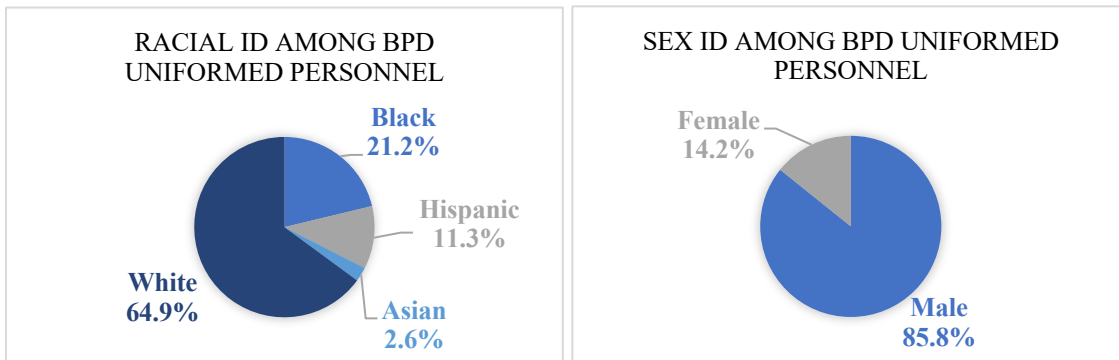 RACIAL ID AMONG BPD
UNIFORMED PERSONNEL
Black
21.2%
Hispanic
11.3%
White
64.9%
Asian
2.6%
SEX ID AMONG BPD UNIFORMED
PERSONNEL
Female
14.2%
Male
85.8%